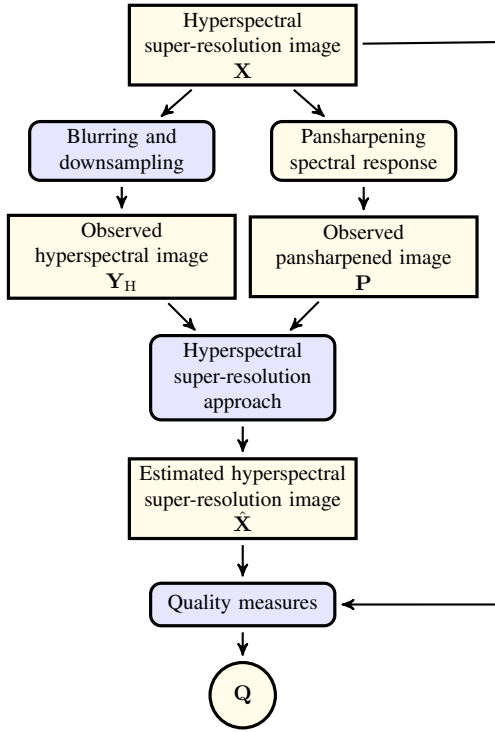 Hyperspectral
super-resolution image
X
Blurring and
downsampling
Pansharpening
spectral response
Observed
hyperspectral image
Y_H
Observed
pansharpened image
P
Hyperspectral
super-resolution
approach
Estimated hyperspectral
super-resolution image
X̂
Quality measures
Q